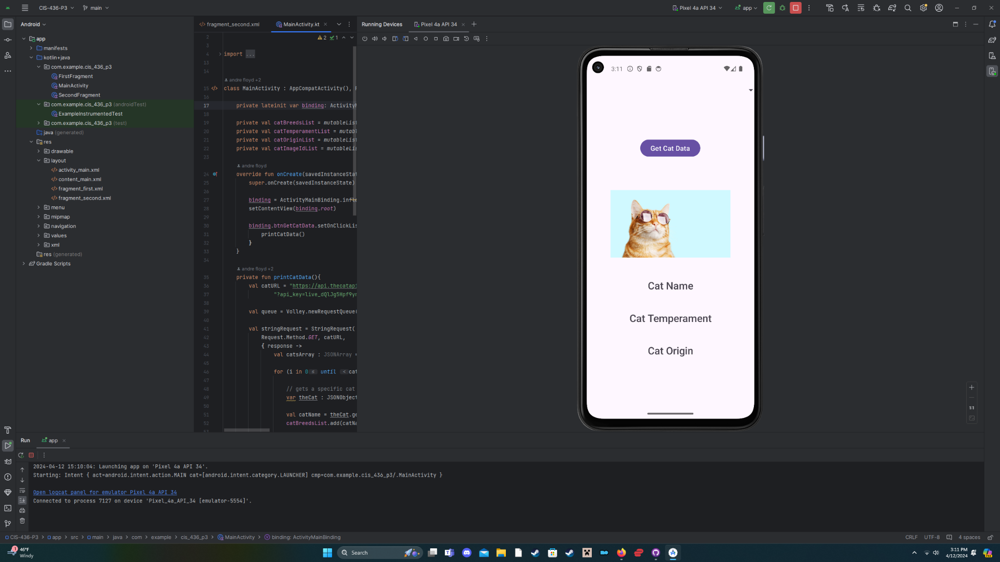 CIS-436-P3
main
Pixel 4a API 34
app
Android
app
manifests
kotlin+java
com.example.cis_436_p3
FirstFragment
MainActivity
SecondFragment
com.example.cis_436_p3 (androidTest)
ExampleInstrumentedTest
com.example.cis_436_p3 (test)
java (generated)
res
drawable
layout
activity_main.xml
content_main.xml
fragment_first.xml
fragment_second.xml
menu
mipmap
navigation
values
xml
res (generated)
Gradle Scripts
fragment_second.xml
MainActivity.kt
2 1
2
3
4 import ...
13
14
andre floyd +2
15 class MainActivity : AppCompatActivity(),
16
17 private lateinit var binding: Activity
18
19 private val catBreedsList = mutableList
20 private val catTemperamentList = mutab
21 private val catOriginList = mutableLis
22 private val catImageIdList = mutableLis
23
andre floyd
24 override fun onCreate(savedInstanceSta
25 super.onCreate(savedInstanceState)
26
27 binding = ActivityMainBinding.infl
28 setContentView(binding.root)
29
30 binding.btnGetCatData.setOnClickLis
31 printCatData()
32 }
33 }
34
andre floyd +2
35 private fun printCatData(){
36 val catURL = "https://api.thecatapi
37 "?api_key=live_dQlJg5Hpf9yr
38
39 val queue = Volley.newRequestQueue(
40
41 val stringRequest = StringRequest(
42 Request.Method.GET, catURL,
43 { response ->
44 val catsArray : JSONArray =
45
46 for (i in 0 ≤ until < cat
47
48 // gets a specific cat
49 var theCat : JSONObject
50
51 val catName = theCat.ge
52 catBreedsList.add(catNa
53
Running Devices
Pixel 4a API 34
3:11
Get Cat Data
Cat Name
Cat Temperament
Cat Origin
1:1
Run
app
2024-04-12 15:10:04: Launching app on 'Pixel 4a API 34'.
Starting: Intent { act=android.intent.action.MAIN cat=[android.intent.category.LAUNCHER] cmp=com.example.cis_436_p3/.MainActivity }
Open logcat panel for emulator Pixel 4a API 34
Connected to process 7127 on device 'Pixel_4a_API_34 [emulator-5554]'.
CIS-436-P3 > app > src > main > java > com > example > cis_436_p3 > MainActivity > binding: ActivityMainBinding
CRLF UTF-8 4 spaces
1
46°F
Windy
Search
3:11 PM
4/12/2024